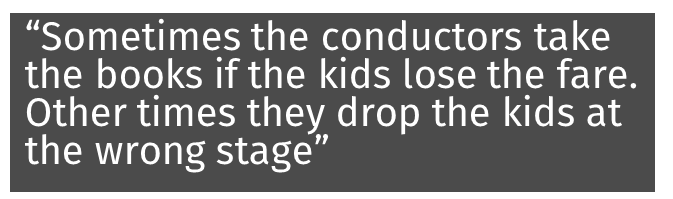 “Sometimes the conductors take
the books if the kids lose the fare.
Other times they drop the kids at
the wrong stage”